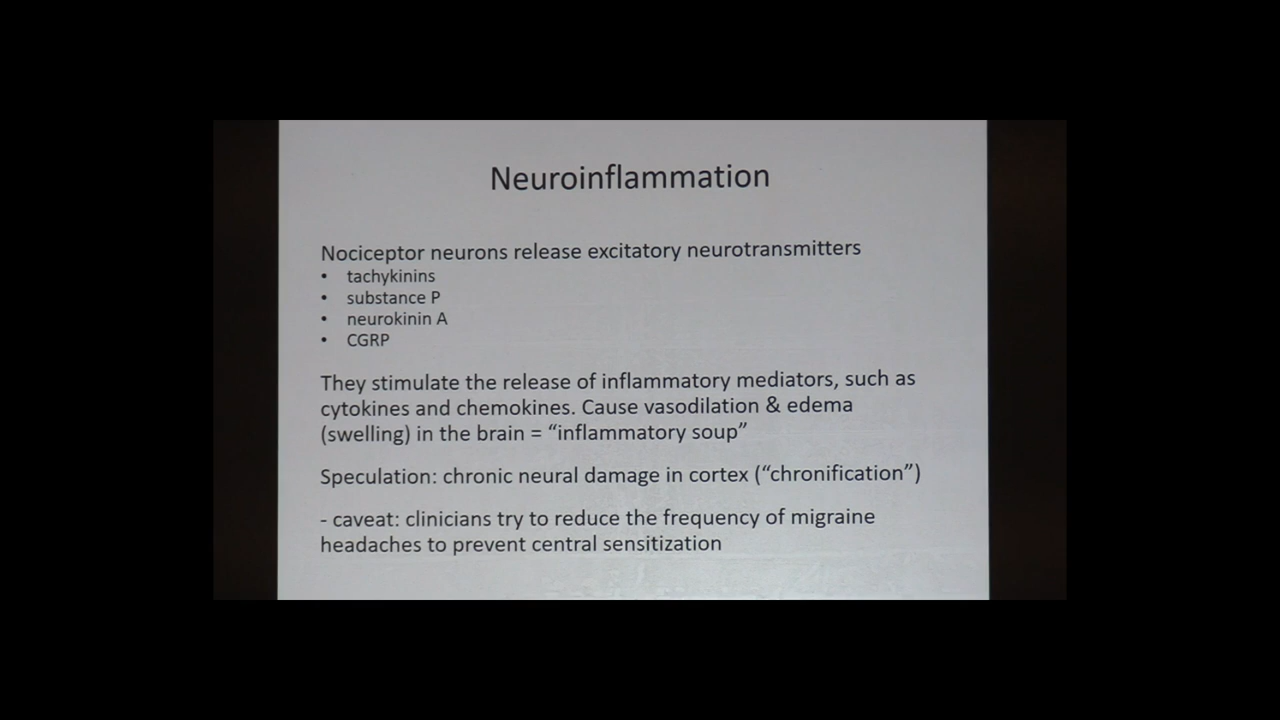 Neuroinflammation
Nociceptor neurons release excitatory neurotransmitters
• tachykinins
• substance P
• neurokinin A
• CGRP
They stimulate the release of inflammatory mediators, such as
cytokines and chemokines. Cause vasodilation & edema
(swelling) in the brain = “inflammatory soup”
Speculation: chronic neural damage in cortex (“chronification”)
- caveat: clinicians try to reduce the frequency of migraine
headaches to prevent central sensitization